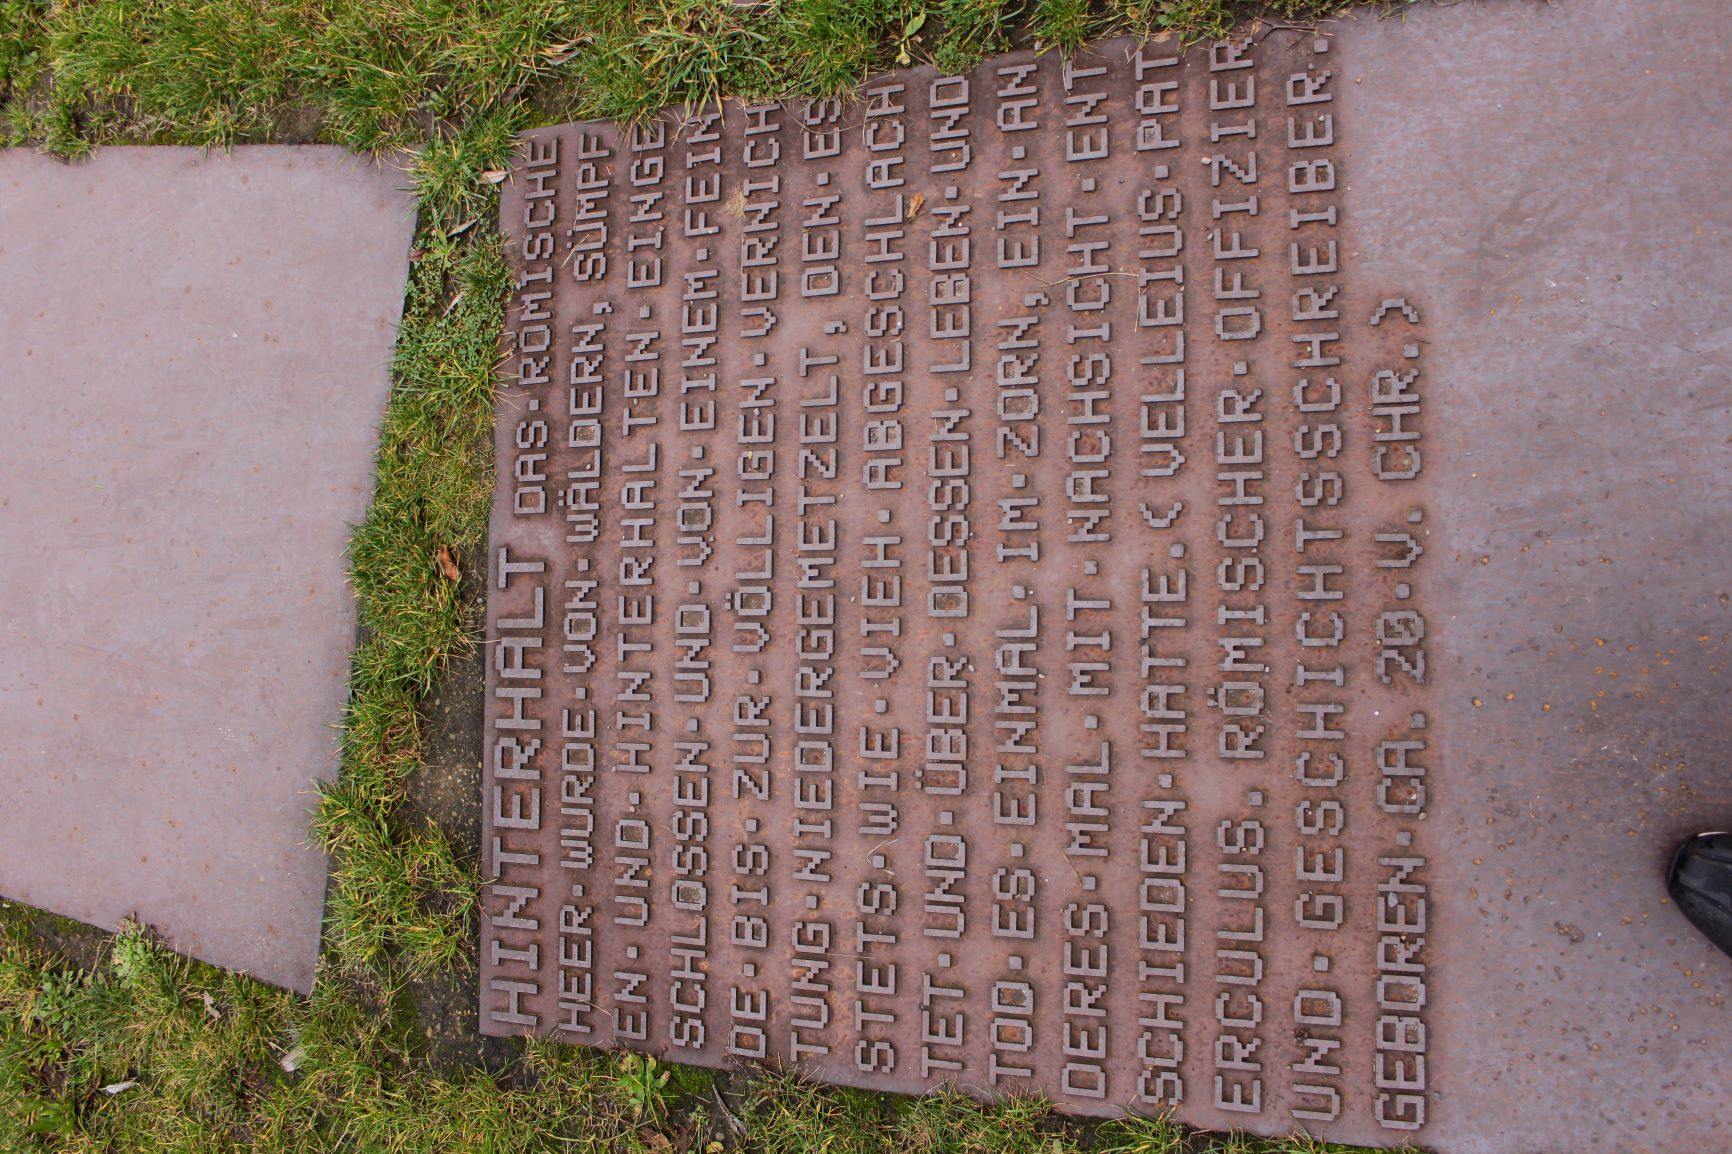 HINTERHALT DAS·RÖMISCHE
HEER·WURDE·VON·WÄLDERN, SÜMPF
EN·UND·HINTERHALTEN·EINGE
SCHLOSSEN·UND·VON·EINEM·FEIN
DE·BIS·ZUR·VÖLLIGEN·VERNICH
TUNG·NIEDERGEMETZELT, DEN·ES
STETS·WIE·VIEH·ABGESCHLACH
TET·UND·ÜBER·DESSEN·LEBEN·UND
TOD·ES·EINMAL·IM·ZORN, EIN·AN
DERES·MAL·MIT·NACHSICHT·ENT
SCHIEDEN·HATTE.(VELLEIUS·PAT
ERCULUS. RÖMISCHER·OFFIZIER
UND·GESCHICHTSSCHREIBER.
GEBOREN·CA. 20·V. CHR.)